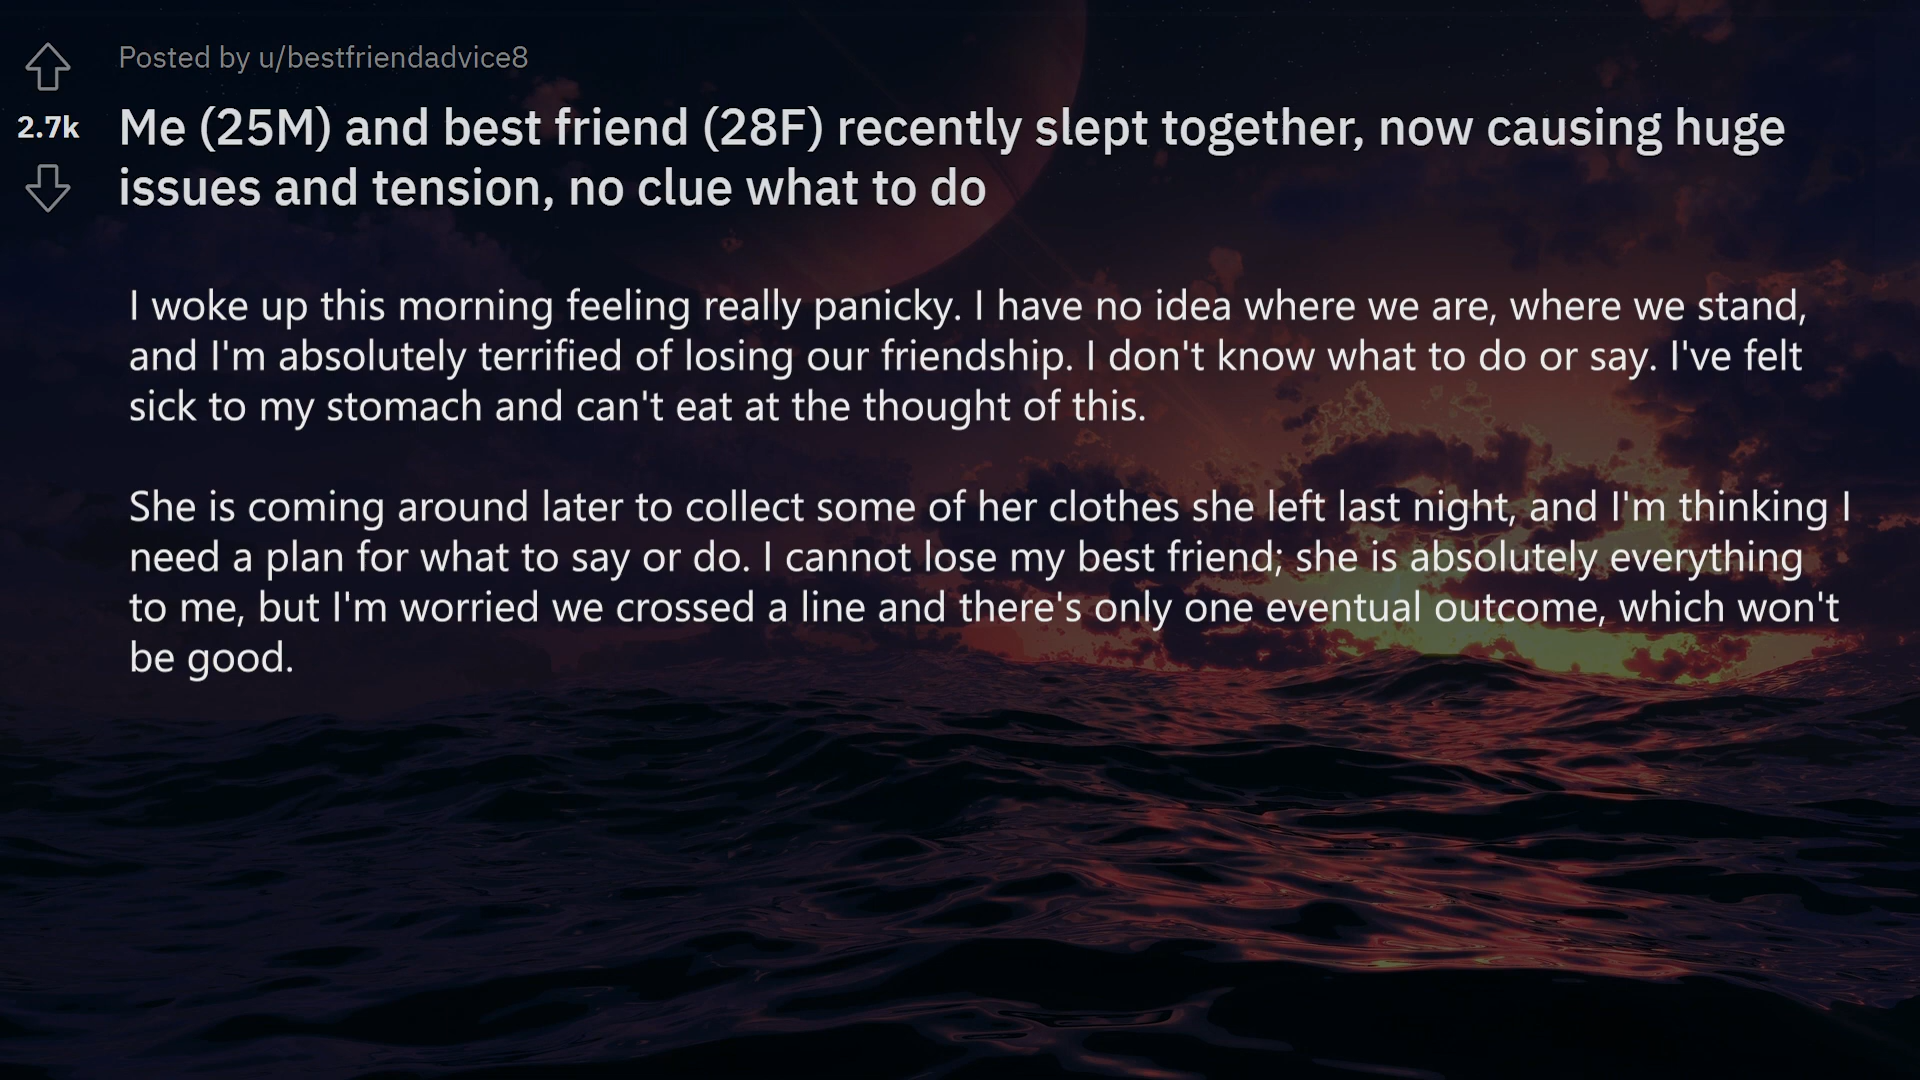 Posted by u/bestfriendadvice8
2.7k
Me (25M) and best friend (28F) recently slept together, now causing huge
issues and tension, no clue what to do
I woke up this morning feeling really panicky. I have no idea where we are, where we stand,
and I'm absolutely terrified of losing our friendship. I don't know what to do or say. I've felt
sick to my stomach and can't eat at the thought of this.
She is coming around later to collect some of her clothes she left last night, and I'm thinking I
need a plan for what to say or do. I cannot lose my best friend; she is absolutely everything
to me, but I'm worried we crossed a line and there's only one eventual outcome, which won't
be good.